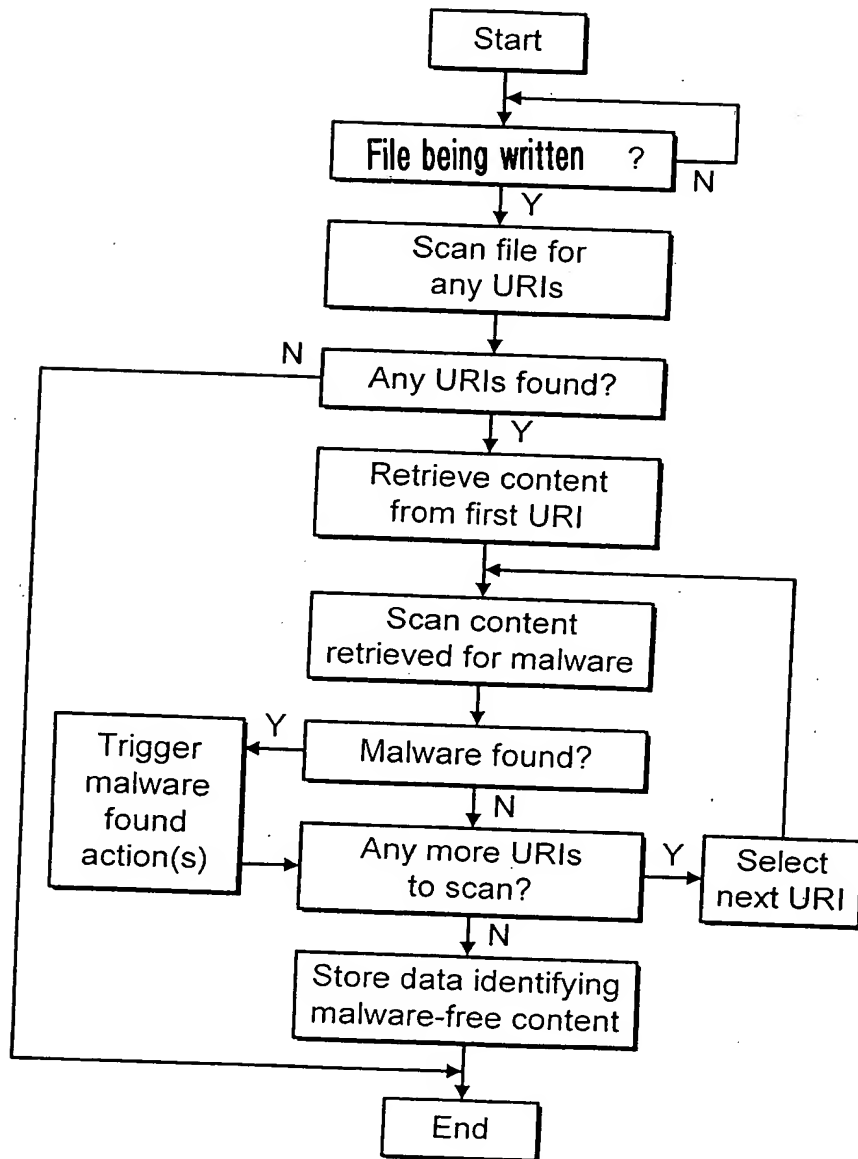 Start
File being written ?
N
Y
Scan file for
any URIs
N
Any URIs found?
Y
Retrieve content
from first URI
Scan content
retrieved for malware
Y
Malware found?
Trigger
malware
found
action(s)
N
Any more URIs
to scan?
Y
Select
next URI
N
Store data identifying
malware-free content
End